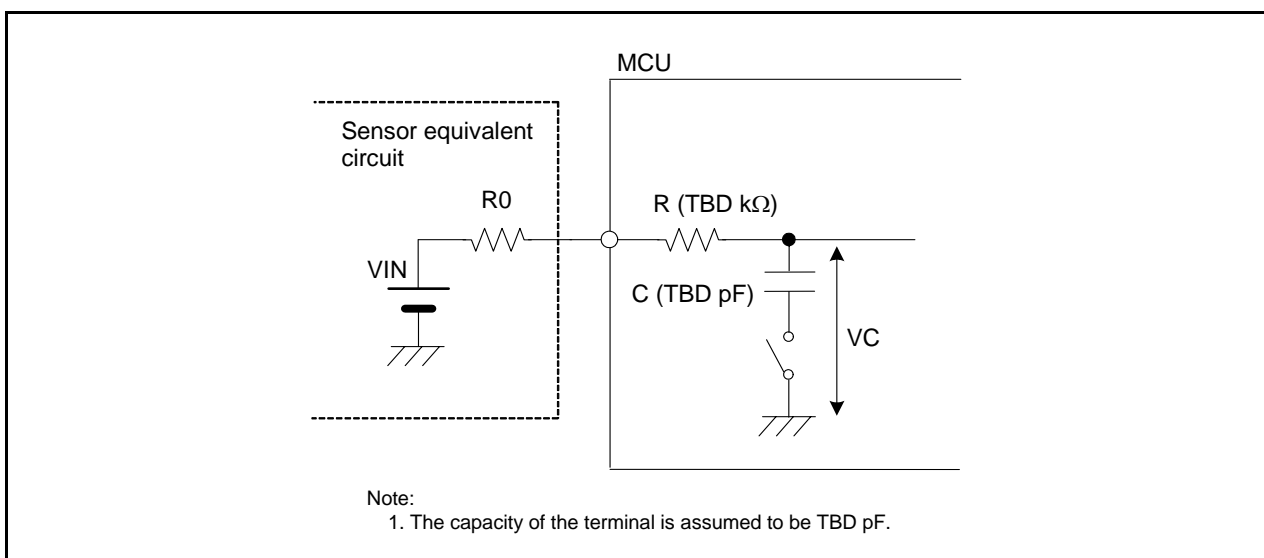 MCU
Sensor equivalent
circuit
R0
R (TBD kΩ)
VIN
C (TBD pF)
VC
Note:
1. The capacity of the terminal is assumed to be TBD pF.